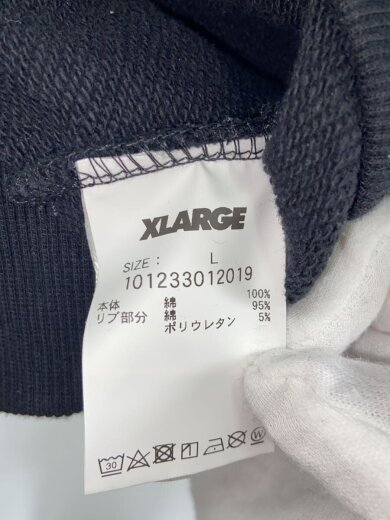 XLARGE
SIZE : L
101233012019
本体 綿 100%
リブ部分 綿 95%
ポリウレタン 5%
30
W